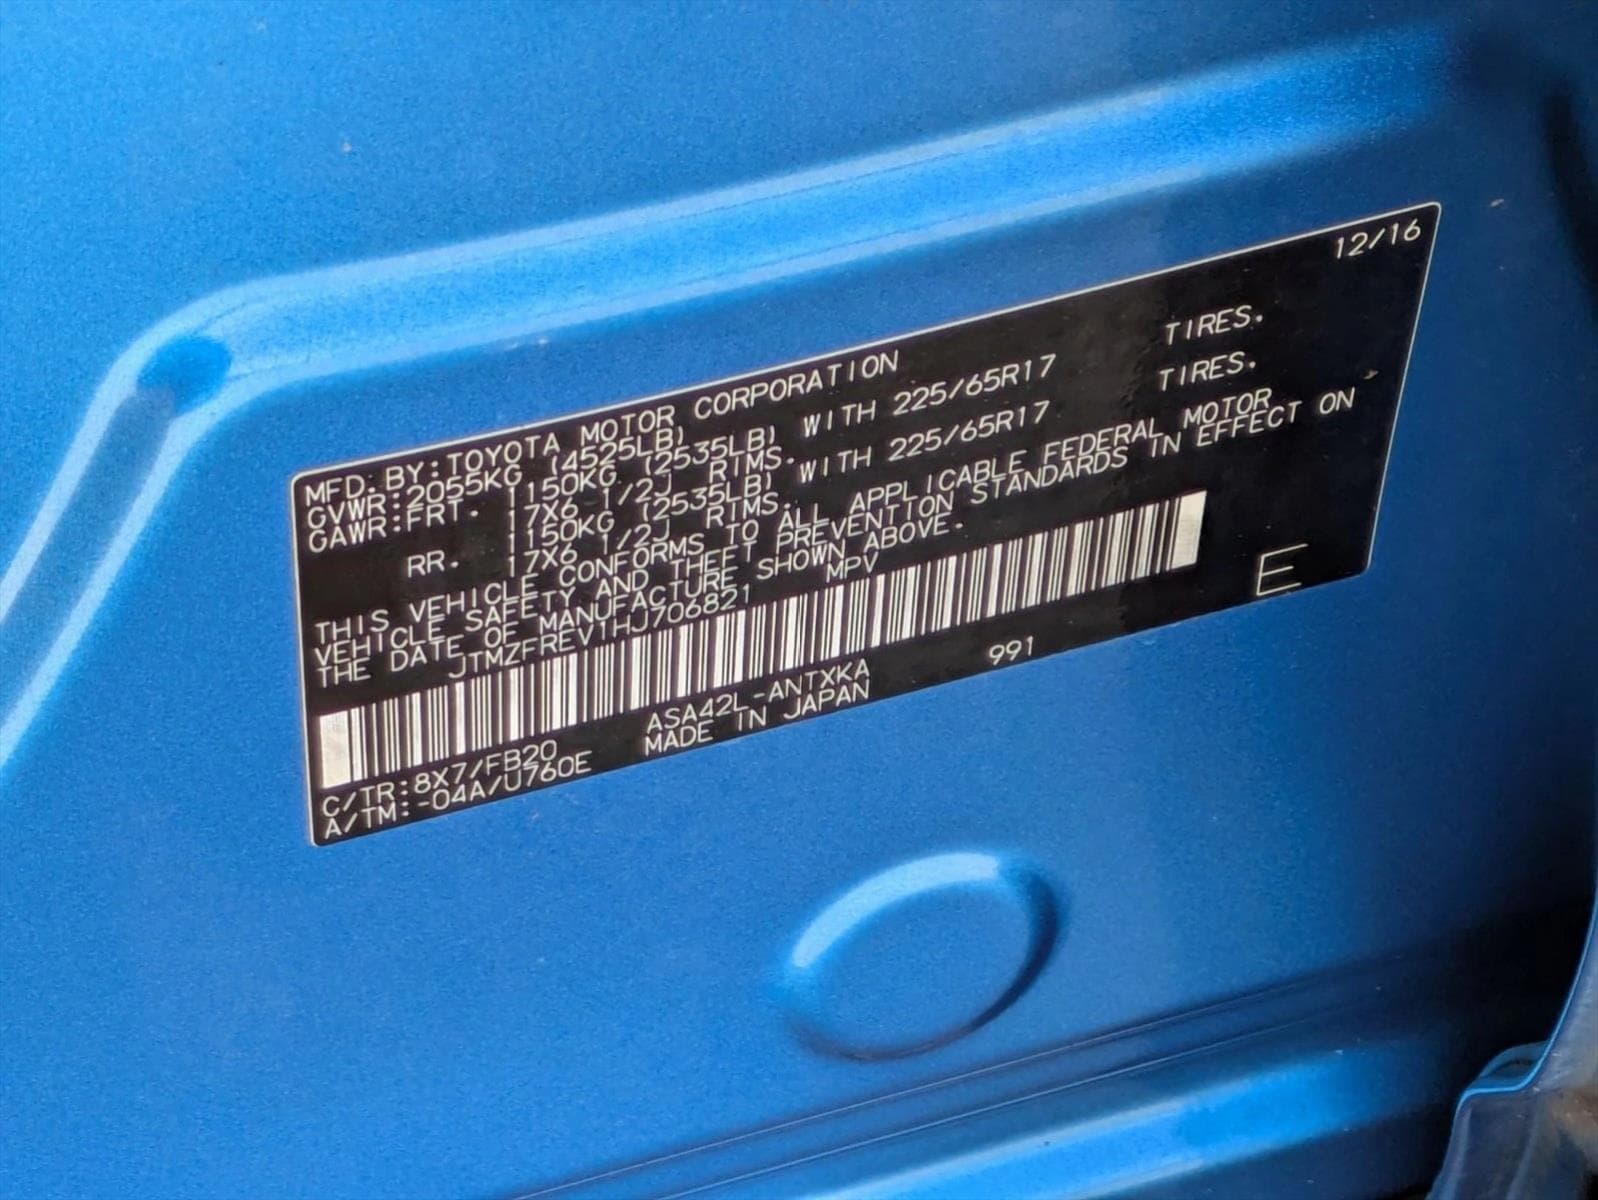 12/16
MFD. BY: TOYOTA MOTOR CORPORATION
GVWR: 2055KG (4525LB)
GAWR: FRT. 1150KG (2535LB) WITH 225/65R17 TIRES.
17X6 1/2J RIMS.
RR. 1150KG (2535LB) WITH 225/65R17 TIRES.
17X6 1/2J RIMS.
THIS VEHICLE CONFORMS TO ALL APPLICABLE FEDERAL MOTOR
VEHICLE SAFETY AND THEFT PREVENTION STANDARDS IN EFFECT ON
THE DATE OF MANUFACTURE SHOWN ABOVE.
JTMZFREV1HJ706821 MPV
E
C/TR: 8X7/FB20 ASA42L-ANTXKA 991
A/TM: -04A/U760E MADE IN JAPAN